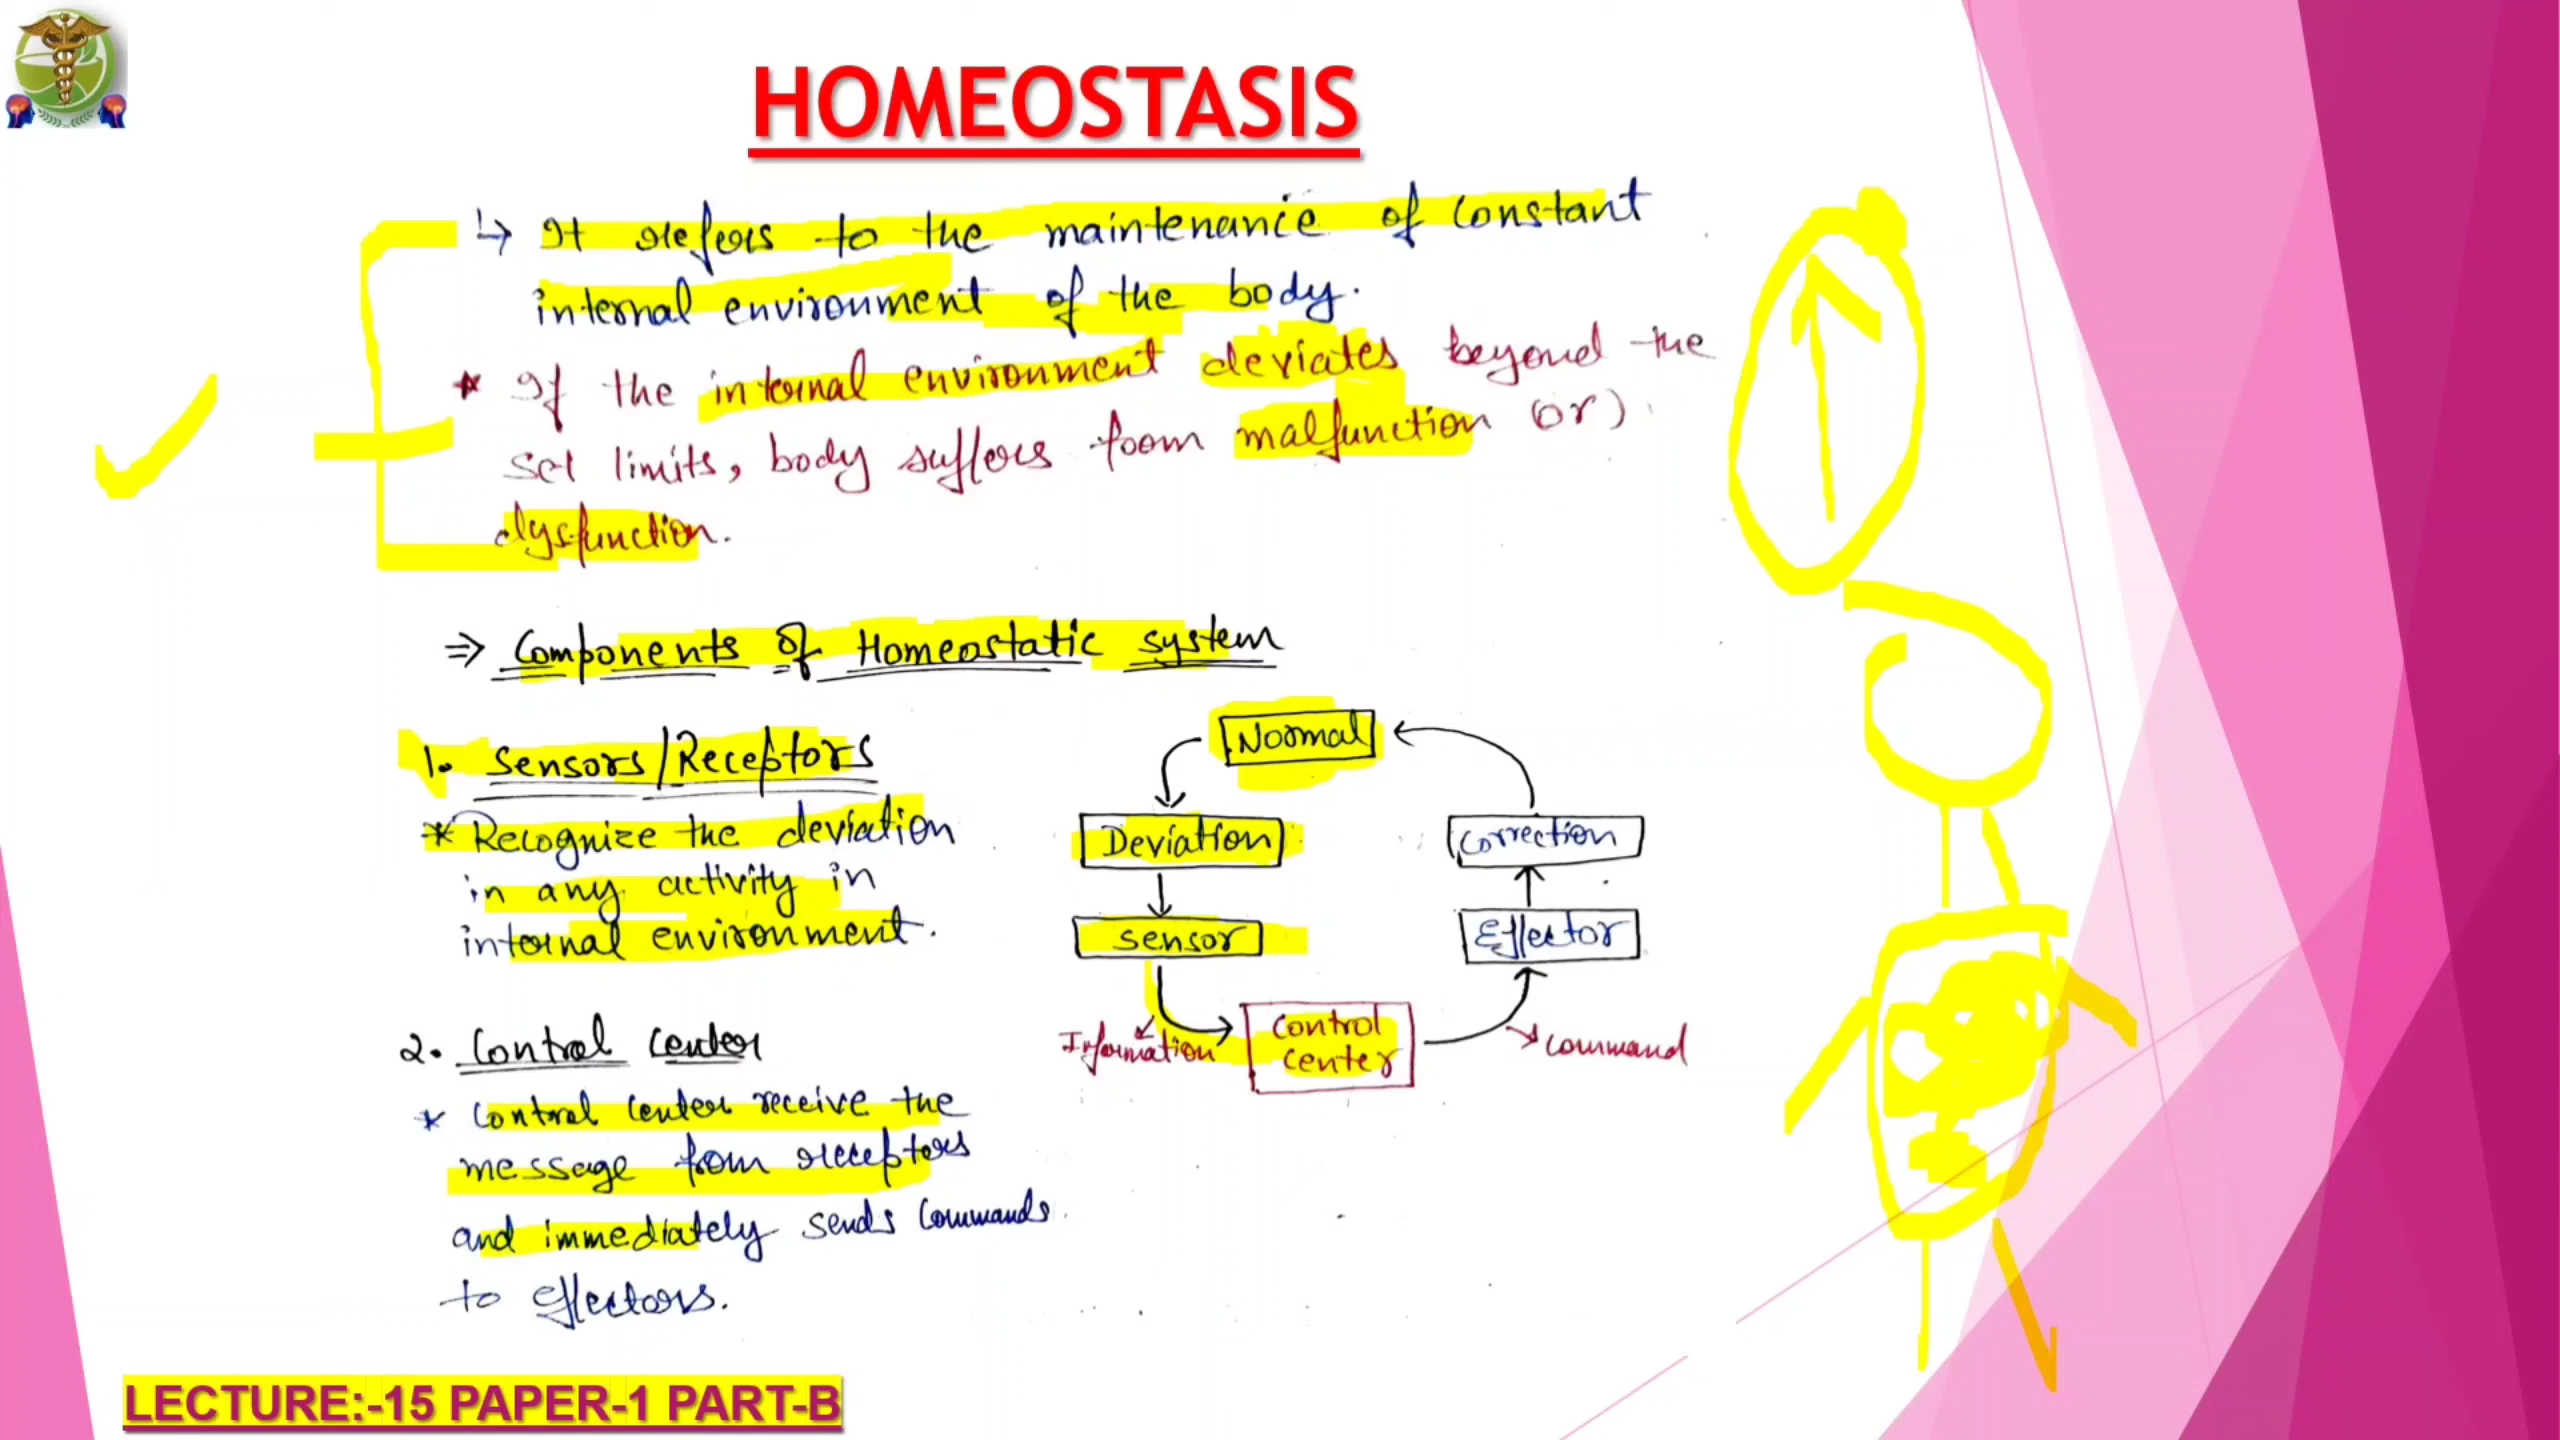 HOMEOSTASIS
↳ It refers to the maintenance of constant
internal environment of the body.
* If the internal environment deviates beyond the
set limits, body suffers from malfunction (or)
dysfunction.
⇒ Components of Homeostatic system
1. Sensors/Receptors
* Recognize the deviation
in any activity in
internal environment.
2. Control Center
* Control center receive the
message from receptors
and immediately sends commands
to effectors.
Normal
Deviation
Correction
Sensor
Effector
Information
Control
center
command
LECTURE:-15 PAPER-1 PART-B